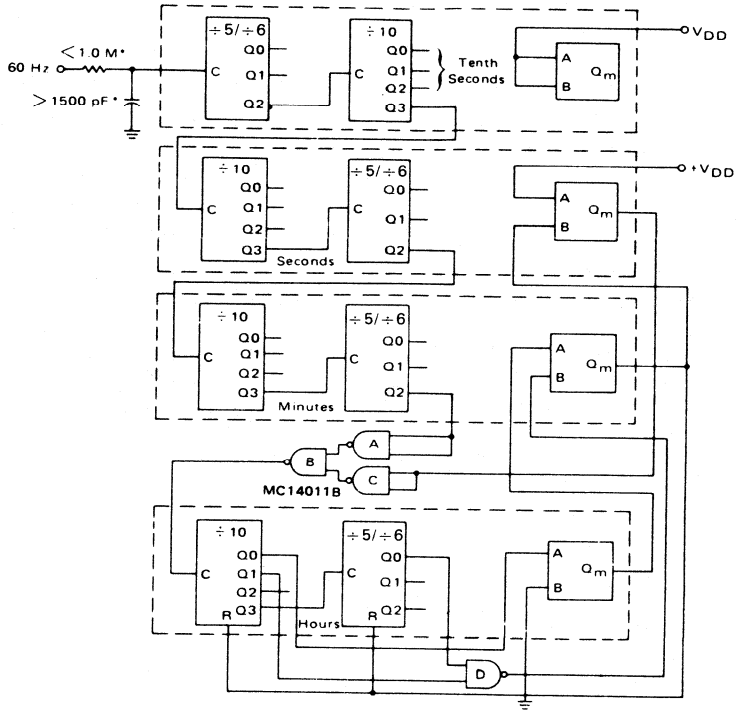 60 Hz
< 1.0 M*
> 1500 pF*
÷ 5/÷ 6
C
Q0
Q1
Q2
÷ 10
C
Q0
Q1
Q2
Q3
Tenth
Seconds
A
B
Qm
VDD
÷ 10
C
Q0
Q1
Q2
Q3
Seconds
÷ 5/÷ 6
C
Q0
Q1
Q2
A
B
Qm
+VDD
÷ 10
C
Q0
Q1
Q2
Q3
Minutes
÷ 5/÷ 6
C
Q0
Q1
Q2
A
B
Qm
A
B
C
MC14011B
÷ 10
C
Q0
Q1
Q2
Q3
R
Hours
÷ 5/÷ 6
C
Q0
Q1
Q2
R
A
B
Qm
D